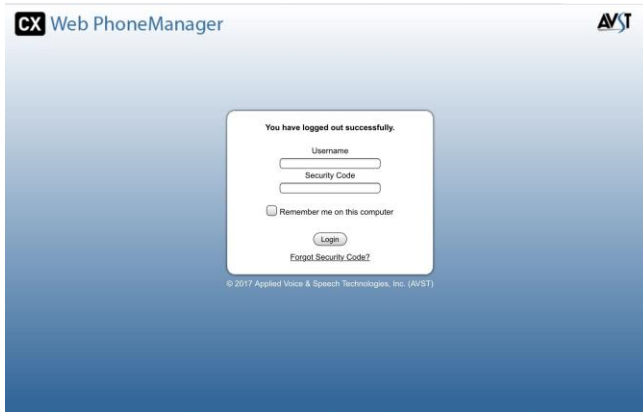 CX Web PhoneManager
AVST
You have logged out successfully.
Username
Security Code
Remember me on this computer
Login
Forgot Security Code?
© 2017 Applied Voice & Speech Technologies, Inc. (AVST)